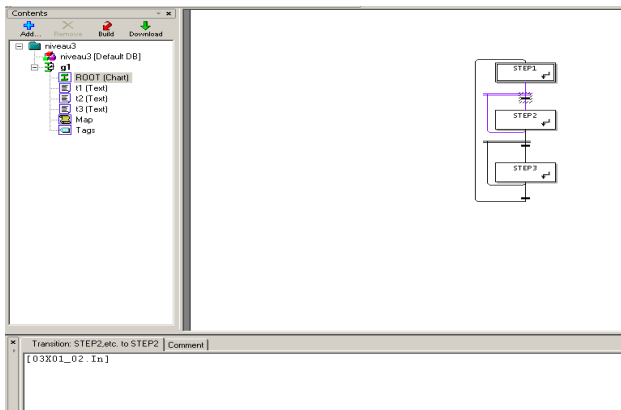 Contents
Add... Remove Build Download
niveau3
niveau3 [Default DB]
g1
ROOT (Chart)
t1 (Text)
t2 (Text)
t3 (Text)
Map
Tags
STEP1
STEP2
STEP3
Transition: STEP2,etc. to STEP2 Comment
[03X01_02.In]